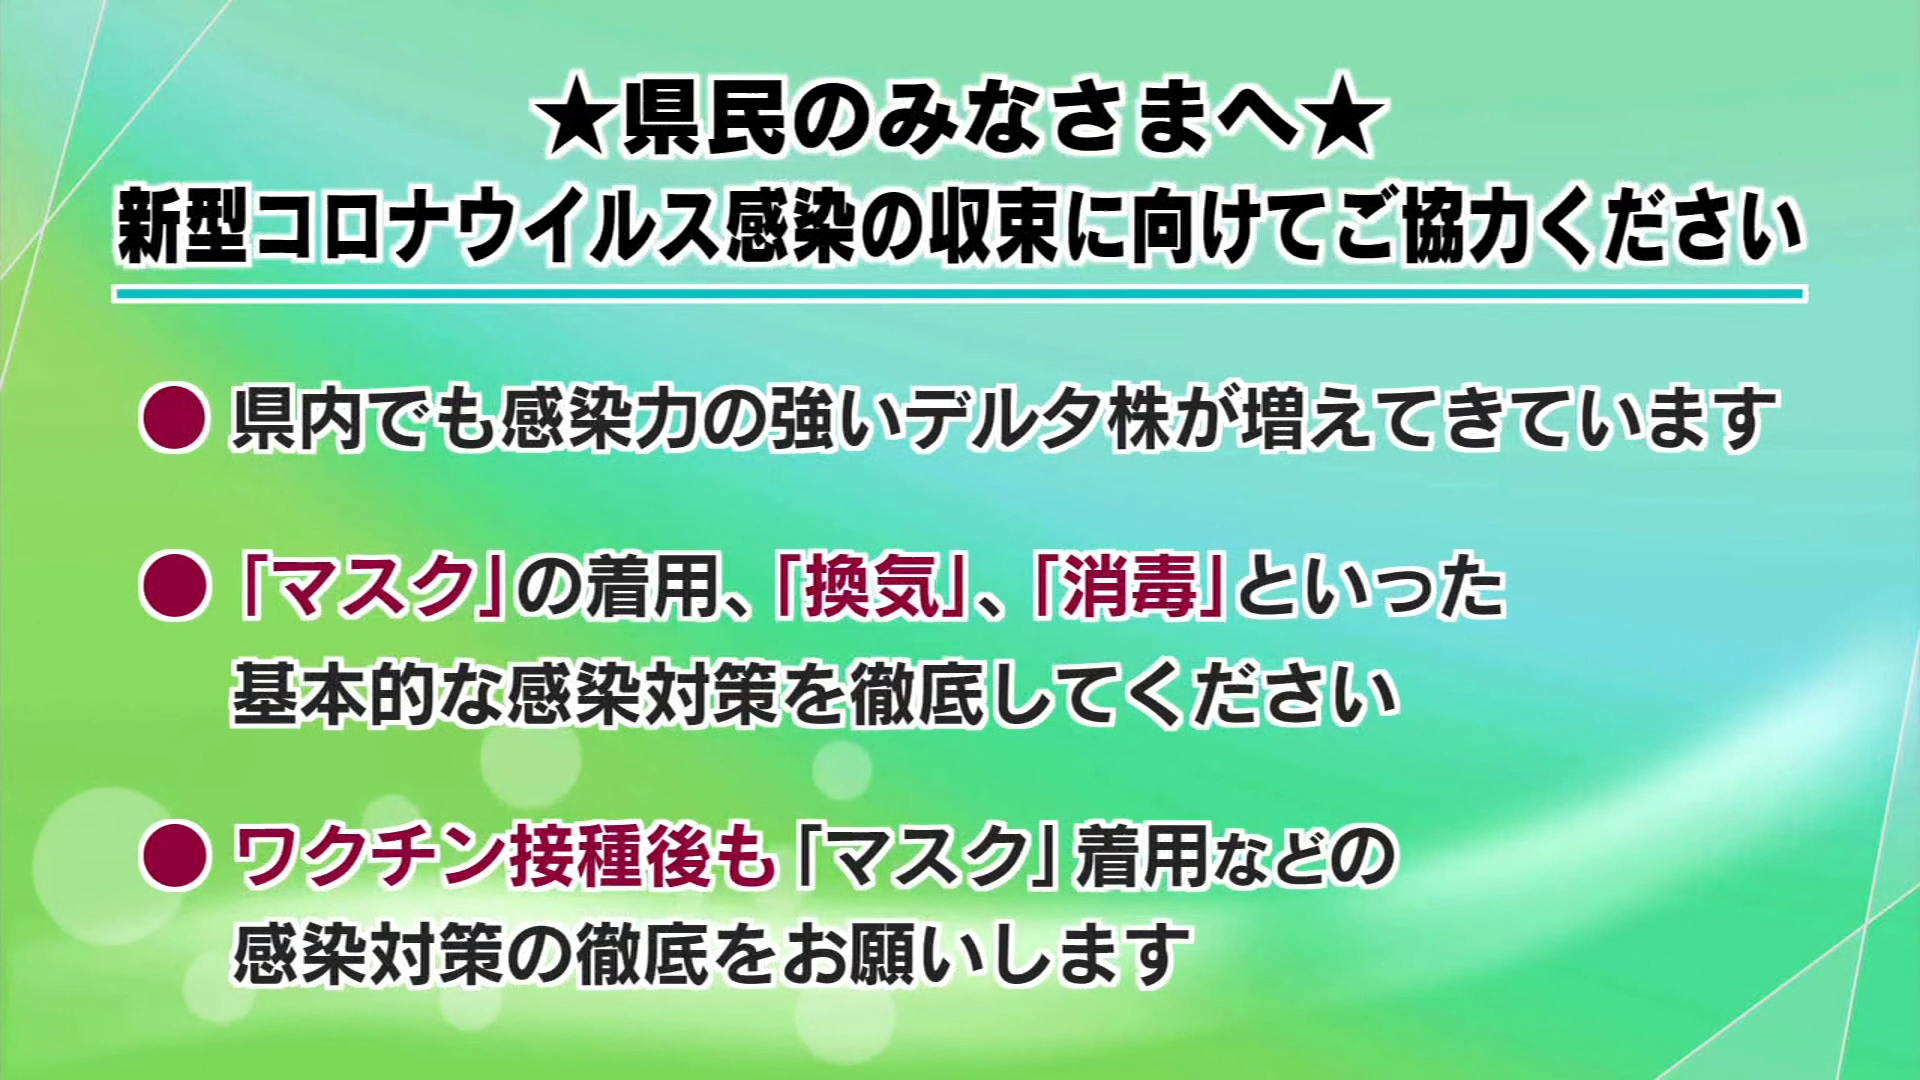 ★県民のみなさまへ★
新型コロナウイルス感染の収束に向けてご協力ください
● 県内でも感染力の強いデルタ株が増えてきています
● 「マスク」の着用、「換気」、「消毒」といった
基本的な感染対策を徹底してください
● ワクチン接種後も「マスク」着用などの
感染対策の徹底をお願いします